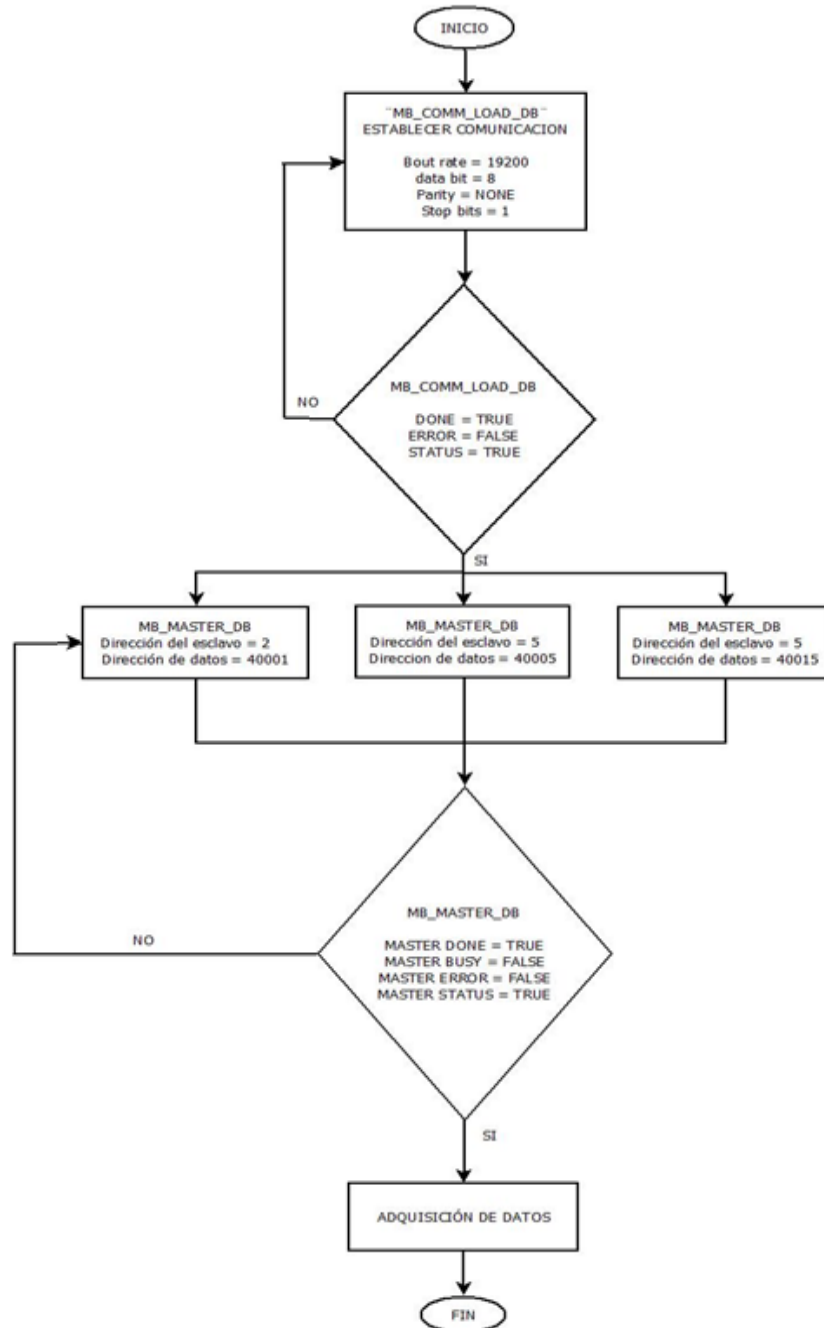 INICIO
¨MB_COMM_LOAD_DB¨
ESTABLECER COMUNICACION
Bout rate = 19200
data bit = 8
Parity = NONE
Stop bits = 1
MB_COMM_LOAD_DB
NO
DONE = TRUE
ERROR = FALSE
STATUS = TRUE
SI
MB_MASTER_DB
Dirección del esclavo = 2
Dirección de datos = 40001
MB_MASTER_DB
Dirección del esclavo = 5
Direccion de datos = 40005
MB_MASTER_DB
Dirección del esclavo = 5
Dirección de datos = 40015
MB_MASTER_DB
NO
MASTER DONE = TRUE
MASTER BUSY = FALSE
MASTER ERROR = FALSE
MASTER STATUS = TRUE
SI
ADQUISICIÓN DE DATOS
FIN